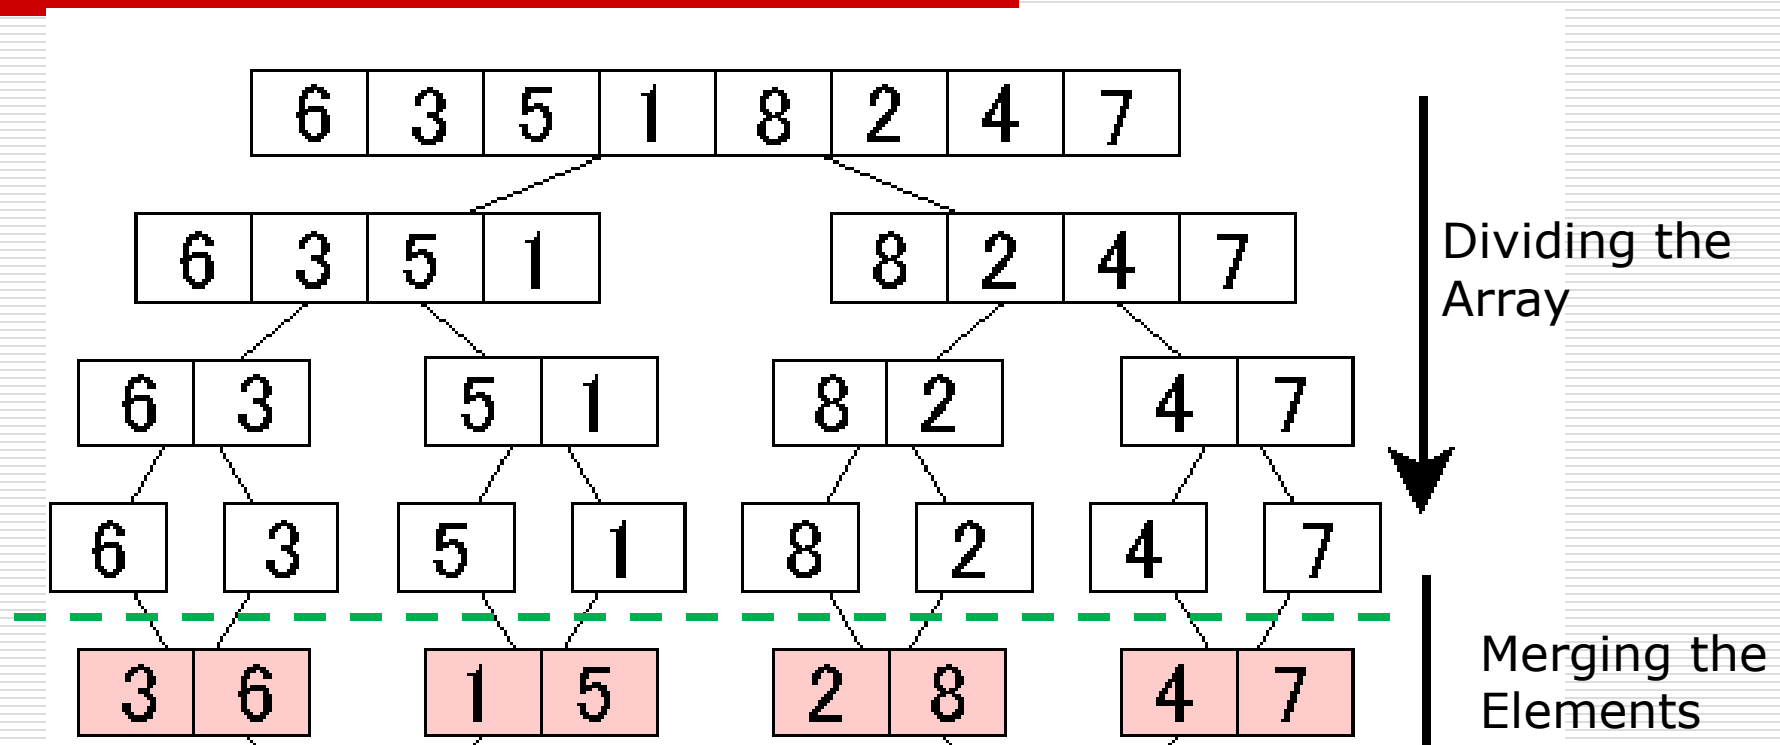 6 3 5 1 8 2 4 7
6 3 5 1 8 2 4 7
Dividing the
Array
6 3 5 1 8 2 4 7
6 3 5 1 8 2 4 7
3 6 1 5 2 8 4 7
Merging the
Elements